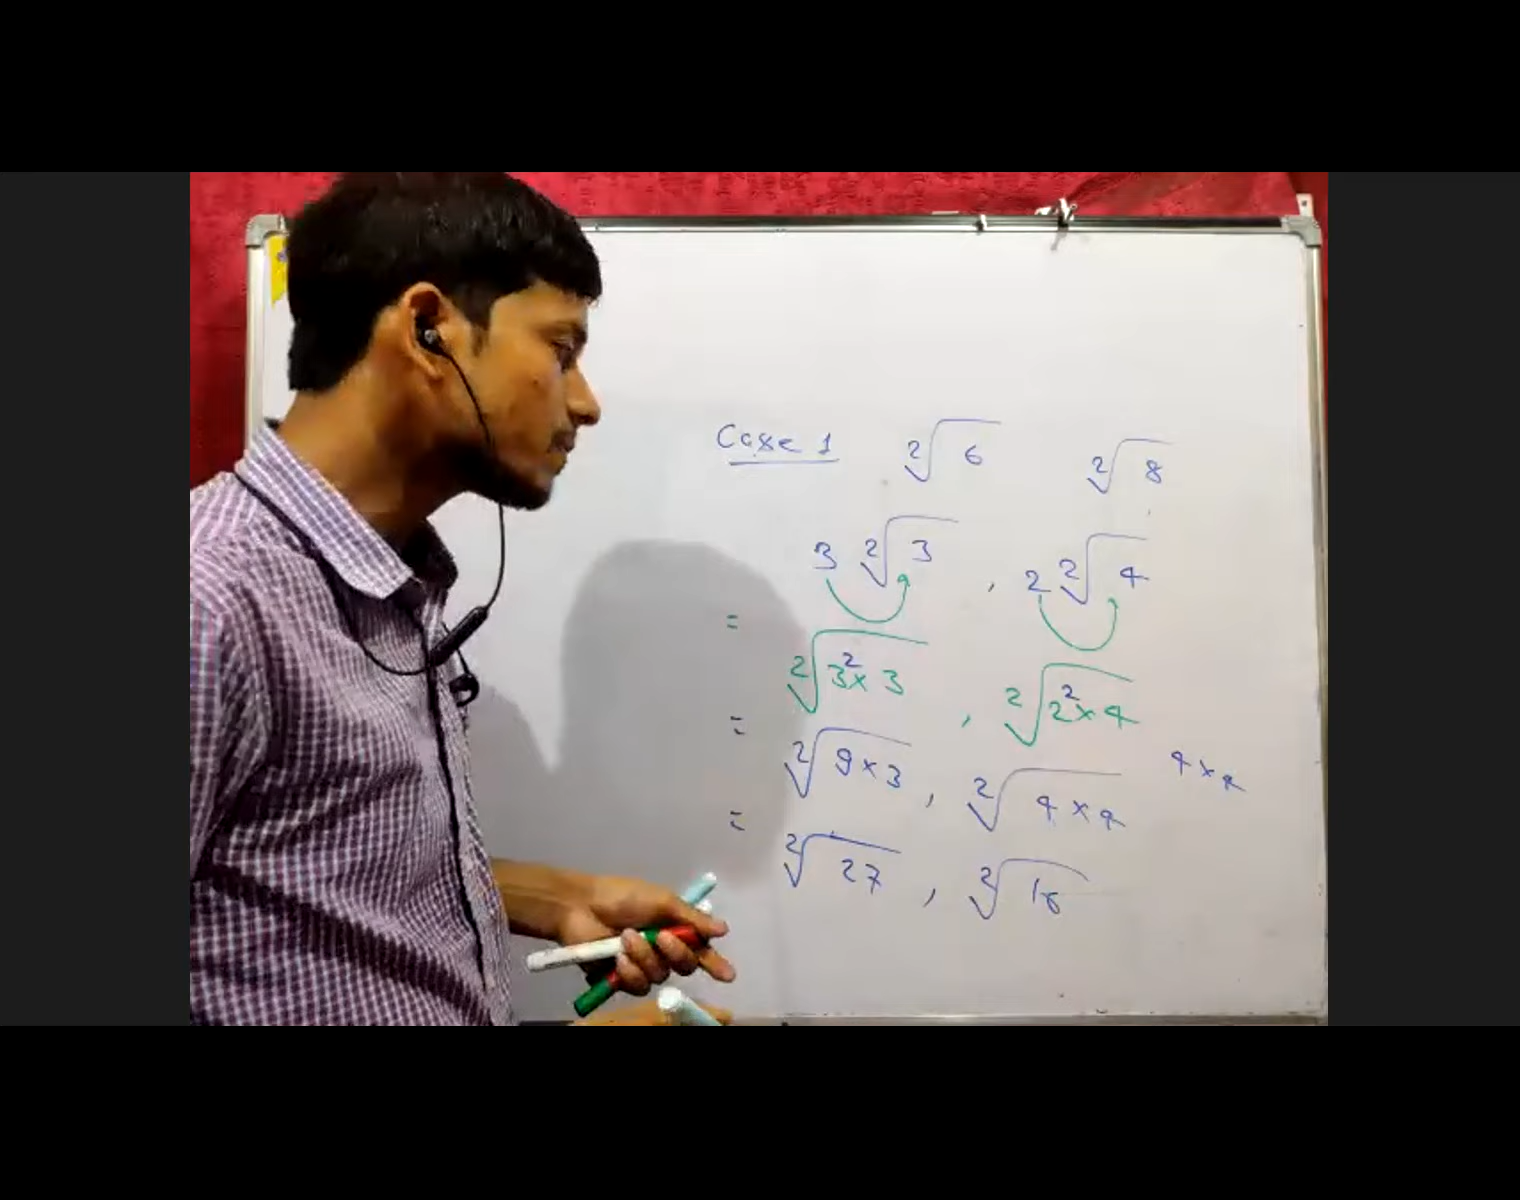 Case 1 ²√6 ²√8
3 ²√3 , 2 ²√4
= ²√3²×3 , ²√2²×4
= ²√9×3 , ²√4×4 4×4
= ²√27 , ²√16